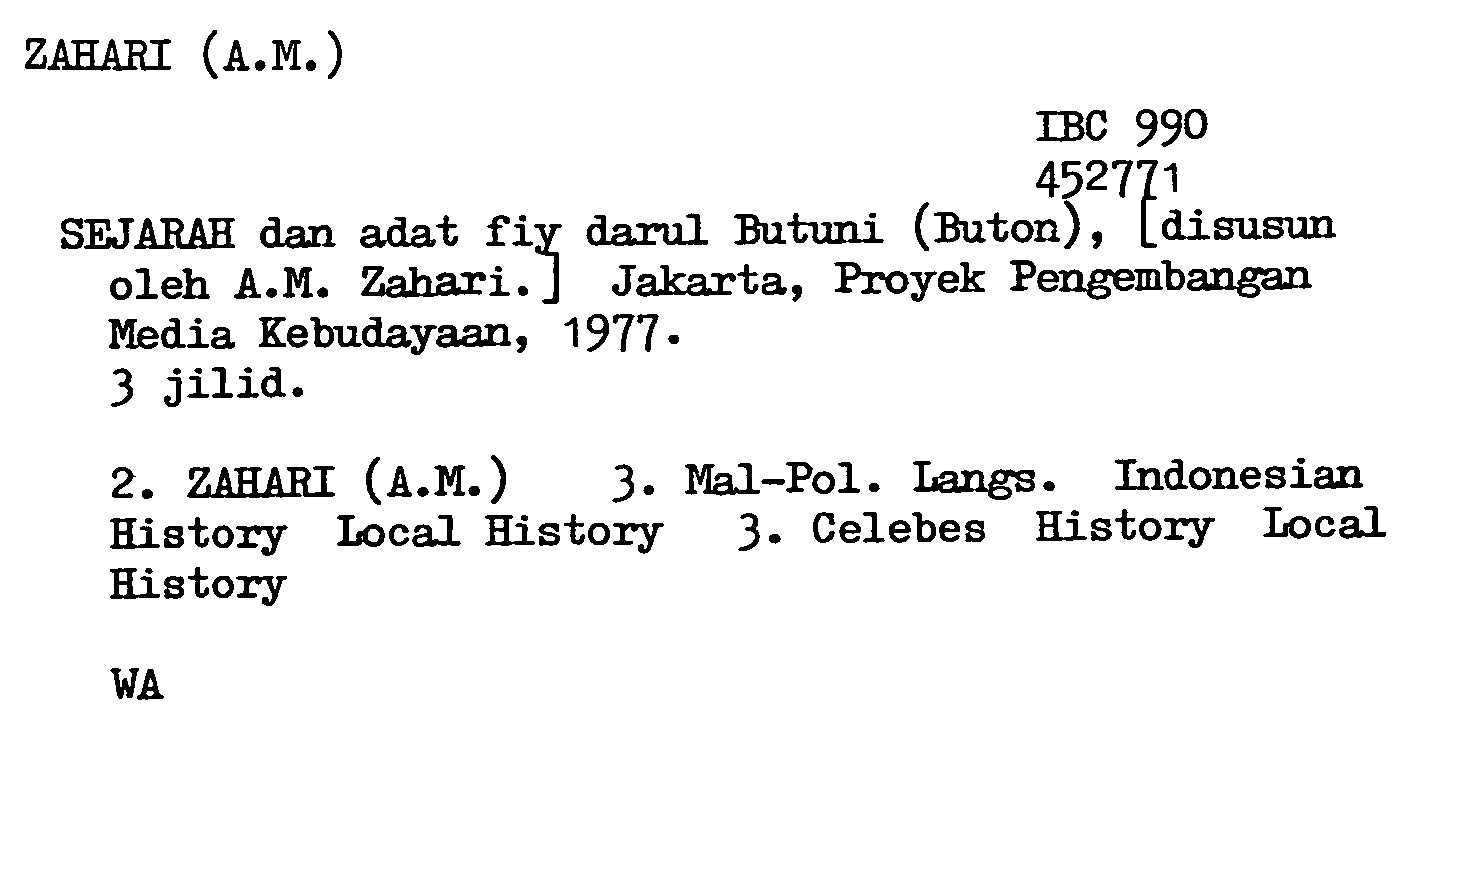 ZAHARI (A.M.)
IBC 990
452771
SEJARAH dan adat fiy darul Butuni (Buton), [disusun
oleh A.M. Zahari.] Jakarta, Proyek Pengembangan
Media Kebudayaan, 1977.
3 jilid.
2. ZAHARI (A.M.) 3. Mal-Pol. Langs. Indonesian
History Local History 3. Celebes History Local
History
WA